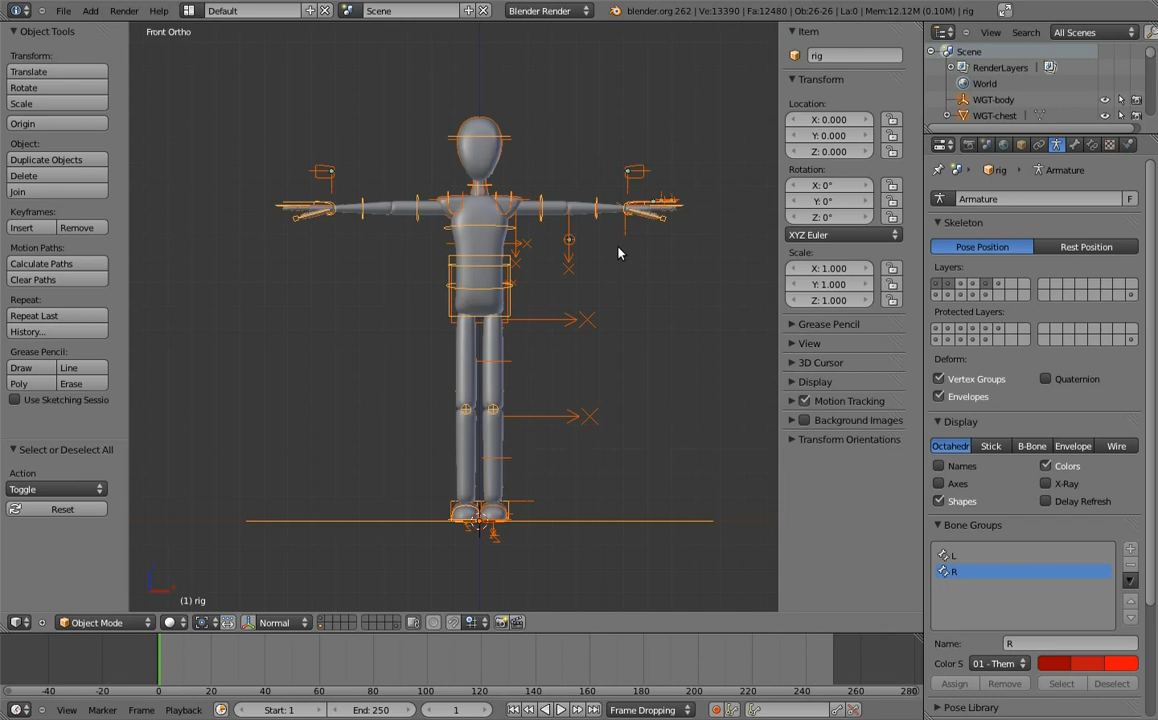 File Add Render Help Default Scene Blender Render blender.org 262 | Ve:13390 | Fa:12480 | Ob:26-26 | La:0 | Mem:12.12M (0.10M) | rig
Object Tools
Transform:
Translate
Rotate
Scale
Origin
Object:
Duplicate Objects
Delete
Join
Keyframes:
Insert Remove
Motion Paths:
Calculate Paths
Clear Paths
Repeat:
Repeat Last
History...
Grease Pencil:
Draw Line
Poly Erase
Use Sketching Sessio
Select or Deselect All
Action
Toggle
Reset
Front Ortho
(1) rig
Item
rig
Transform
Location:
X: 0.000
Y: 0.000
Z: 0.000
Rotation:
X: 0°
Y: 0°
Z: 0°
XYZ Euler
Scale:
X: 1.000
Y: 1.000
Z: 1.000
Grease Pencil
View
3D Cursor
Display
Motion Tracking
Background Images
Transform Orientations
View Search All Scenes
Scene
RenderLayers |
World
WGT-body
WGT-chest
rig Armature
Armature F
Skeleton
Pose Position Rest Position
Layers:
Protected Layers:
Deform:
Vertex Groups Quaternion
Envelopes
Display
Octahedr Stick B-Bone Envelope Wire
Names Colors
Axes X-Ray
Shapes Delay Refresh
Bone Groups
L
R
Name: R
Color S 01 - Them
Assign Remove Select Deselect
Pose Library
Object Mode Normal
-40 -20 0 20 40 60 80 100 120 140 160 180 200 220 240 260 280
View Marker Frame Playback Start: 1 End: 250 1 Frame Dropping